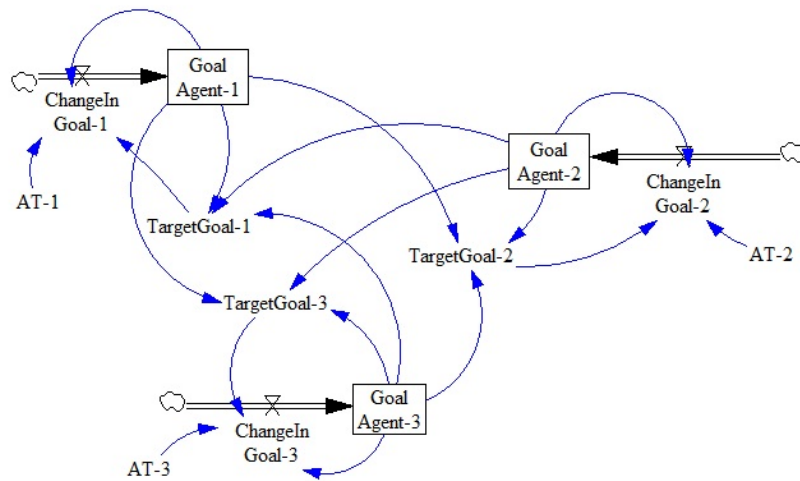 Goal
Agent-1
ChangeIn
Goal-1
AT-1
TargetGoal-1
Goal
Agent-2
ChangeIn
Goal-2
AT-2
TargetGoal-2
TargetGoal-3
Goal
Agent-3
ChangeIn
Goal-3
AT-3